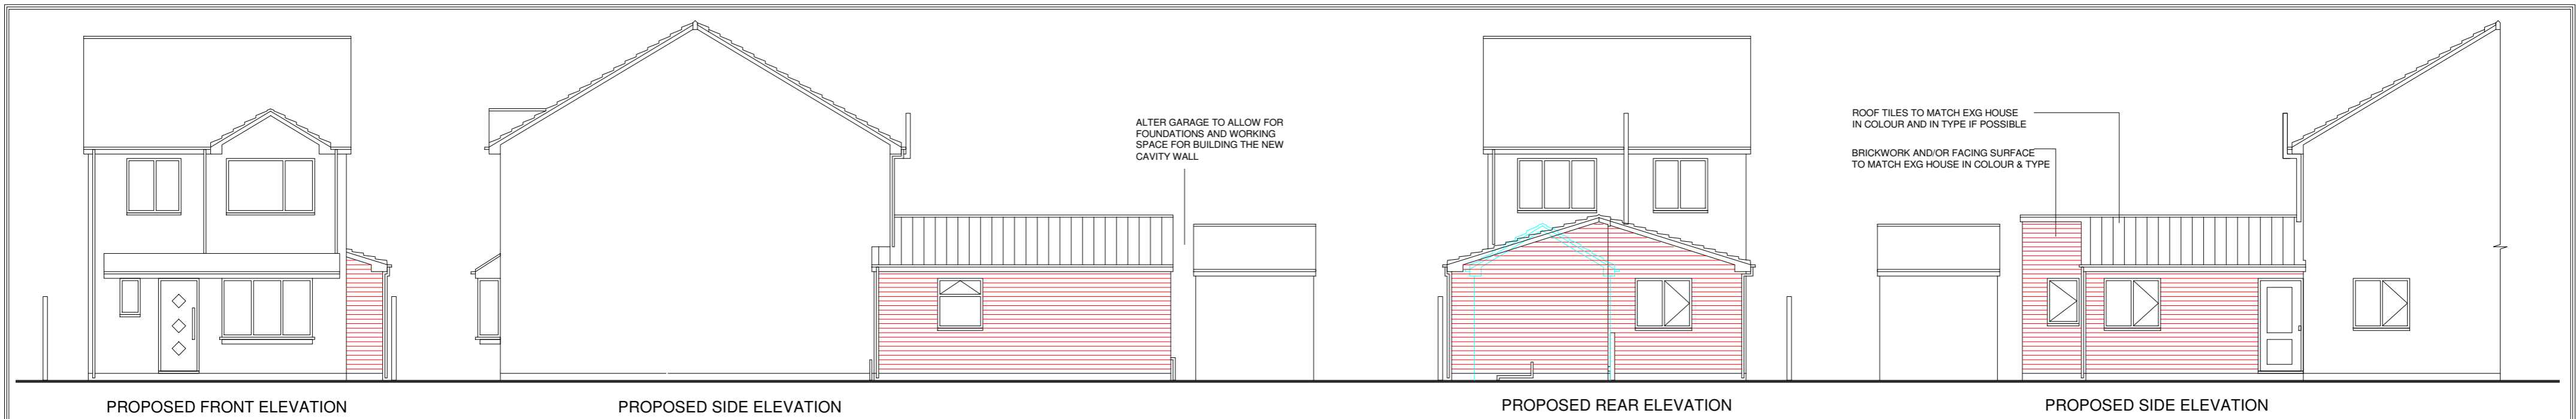 ALTER GARAGE TO ALLOW FOR
FOUNDATIONS AND WORKING
SPACE FOR BUILDING THE NEW
CAVITY WALL
ROOF TILES TO MATCH EXG HOUSE
IN COLOUR AND IN TYPE IF POSSIBLE
BRICKWORK AND/OR FACING SURFACE
TO MATCH EXG HOUSE IN COLOUR & TYPE
PROPOSED FRONT ELEVATION
PROPOSED SIDE ELEVATION
PROPOSED REAR ELEVATION
PROPOSED SIDE ELEVATION